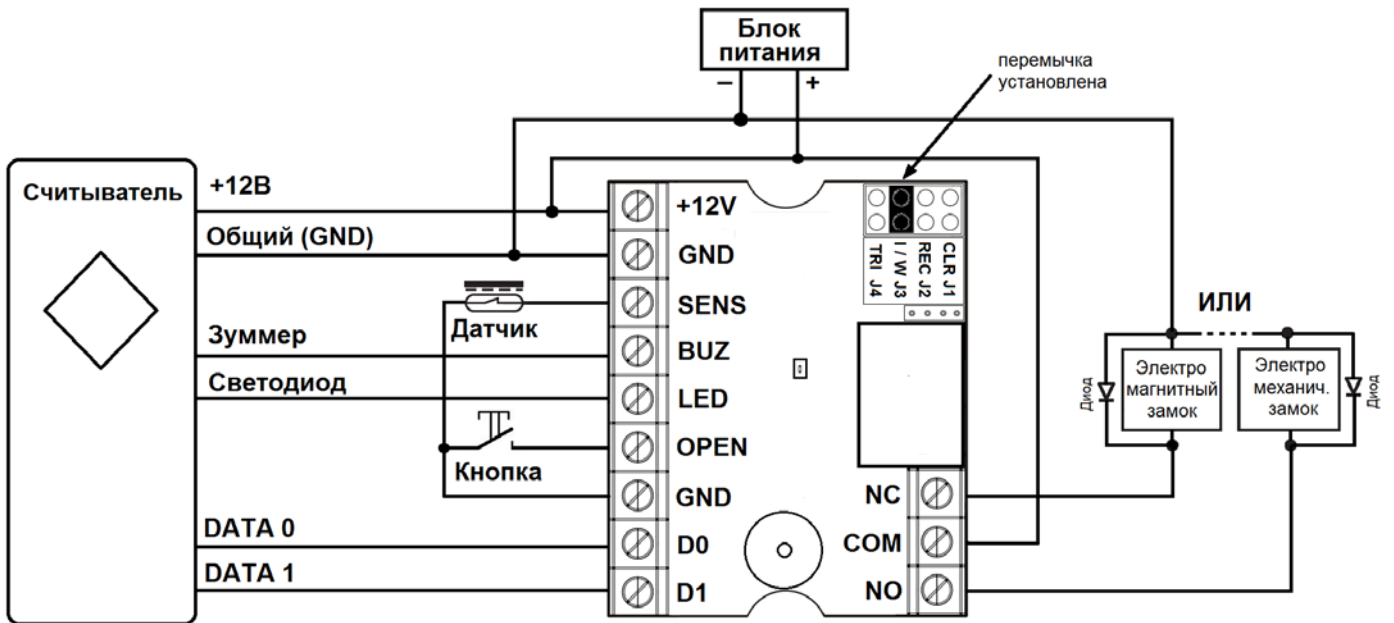 Блок
питания
– +
перемычка
установлена
Считыватель
+12В
Общий (GND)
Зуммер
Светодиод
DATA 0
DATA 1
Датчик
Кнопка
+12V
GND
SENS
BUZ
LED
OPEN
GND
D0
D1
TRI J4
I / W J3
REC J2
CLR J1
NC
COM
NO
ИЛИ
Диод
Электро
магнитный
замок
Электро
механич.
замок
Диод